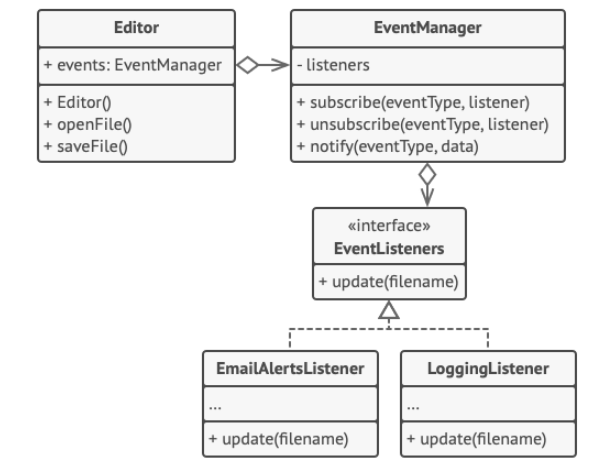 Editor
+ events: EventManager
+ Editor()
+ openFile()
+ saveFile()
EventManager
- listeners
+ subscribe(eventType, listener)
+ unsubscribe(eventType, listener)
+ notify(eventType, data)
«interface»
EventListeners
+ update(filename)
EmailAlertsListener
...
+ update(filename)
LoggingListener
...
+ update(filename)